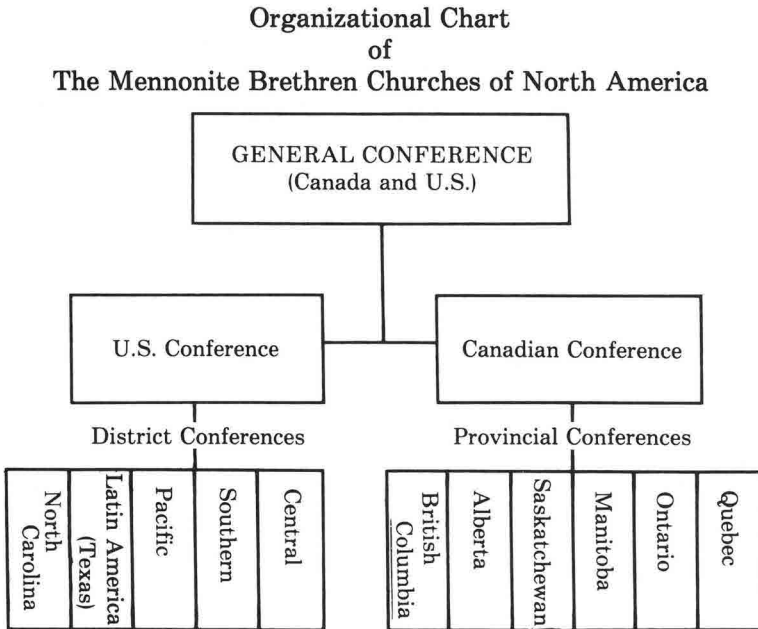 Organizational Chart
of
The Mennonite Brethren Churches of North America
GENERAL CONFERENCE
(Canada and U.S.)
U.S. Conference
Canadian Conference
District Conferences
Provincial Conferences
North
Carolina
Latin America
(Texas)
Pacific
Southern
Central
British
Columbia
Alberta
Saskatchewan
Manitoba
Ontario
Quebec